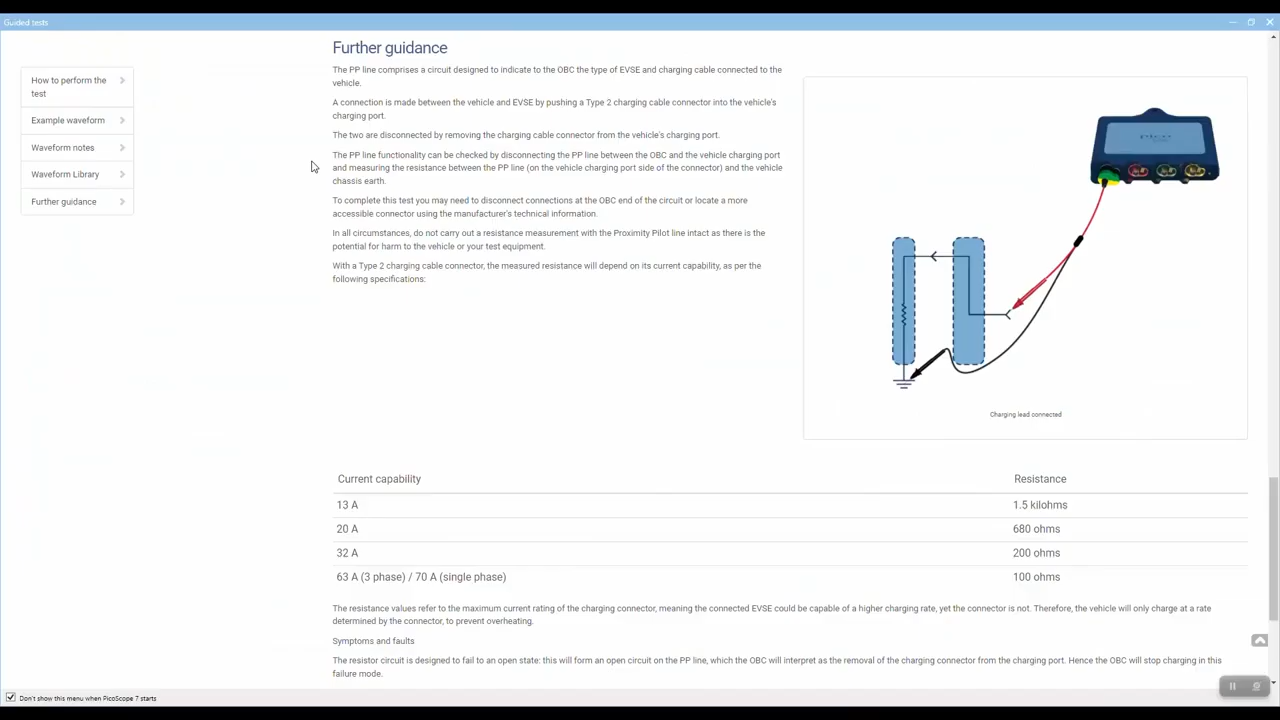 Guided tests
How to perform the
test
Example waveform
Waveform notes
Waveform Library
Further guidance
Further guidance
The PP line comprises a circuit designed to indicate to the OBC the type of EVSE and charging cable connected to the
vehicle.
A connection is made between the vehicle and EVSE by pushing a Type 2 charging cable connector into the vehicle's
charging port.
The two are disconnected by removing the charging cable connector from the vehicle's charging port.
The PP line functionality can be checked by disconnecting the PP line between the OBC and the vehicle charging port
and measuring the resistance between the PP line (on the vehicle charging port side of the connector) and the vehicle
chassis earth.
To complete this test you may need to disconnect connections at the OBC end of the circuit or locate a more
accessible connector using the manufacturer's technical information.
In all circumstances, do not carry out a resistance measurement with the Proximity Pilot line intact as there is the
potential for harm to the vehicle or your test equipment.
With a Type 2 charging cable connector, the measured resistance will depend on its current capability, as per the
following specifications:
pico
Charging lead connected
Current capability Resistance
13 A 1.5 kilohms
20 A 680 ohms
32 A 200 ohms
63 A (3 phase) / 70 A (single phase) 100 ohms
The resistance values refer to the maximum current rating of the charging connector, meaning the connected EVSE could be capable of a higher charging rate, yet the connector is not. Therefore, the vehicle will only charge at a rate
determined by the connector, to prevent overheating.
Symptoms and faults
The resistor circuit is designed to fail to an open state: this will form an open circuit on the PP line, which the OBC will interpret as the removal of the charging connector from the charging port. Hence the OBC will stop charging in this
failure mode.
Don't show this menu when PicoScope 7 starts